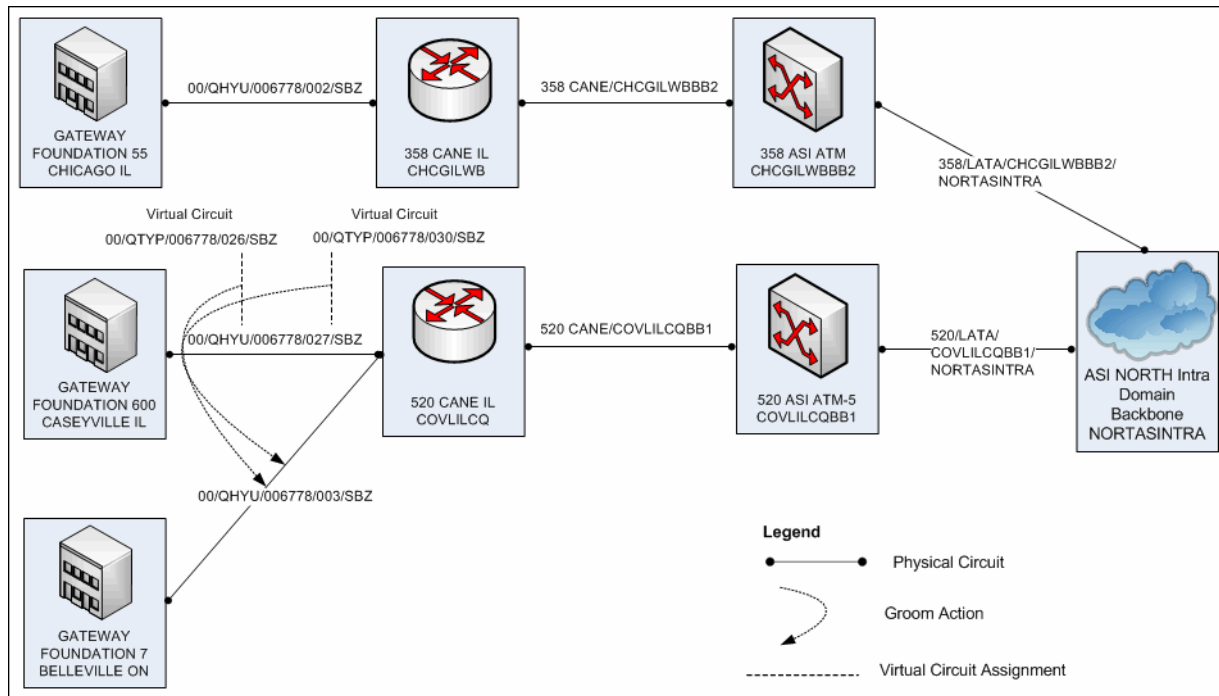 00/QHYU/006778/002/SBZ
358 CANE/CHCGILWBBB2
GATEWAY
FOUNDATION 55
CHICAGO IL
358 CANE IL
CHCGILWB
358 ASI ATM
CHCGILWBBB2
358/LATA/CHCGILWBBB2/
NORTASINTRA
Virtual Circuit
00/QTYP/006778/026/SBZ
Virtual Circuit
00/QTYP/006778/030/SBZ
00/QHYU/006778/027/SBZ
520 CANE/COVLILCQBB1
520/LATA/
COVLILCQBB1/
NORTASINTRA
GATEWAY
FOUNDATION 600
CASEYVILLE IL
520 CANE IL
COVLILCQ
520 ASI ATM-5
COVLILCQBB1
ASI NORTH Intra
Domain
Backbone
NORTASINTRA
00/QHYU/006778/003/SBZ
GATEWAY
FOUNDATION 7
BELLEVILLE ON
Legend
Physical Circuit
Groom Action
Virtual Circuit Assignment